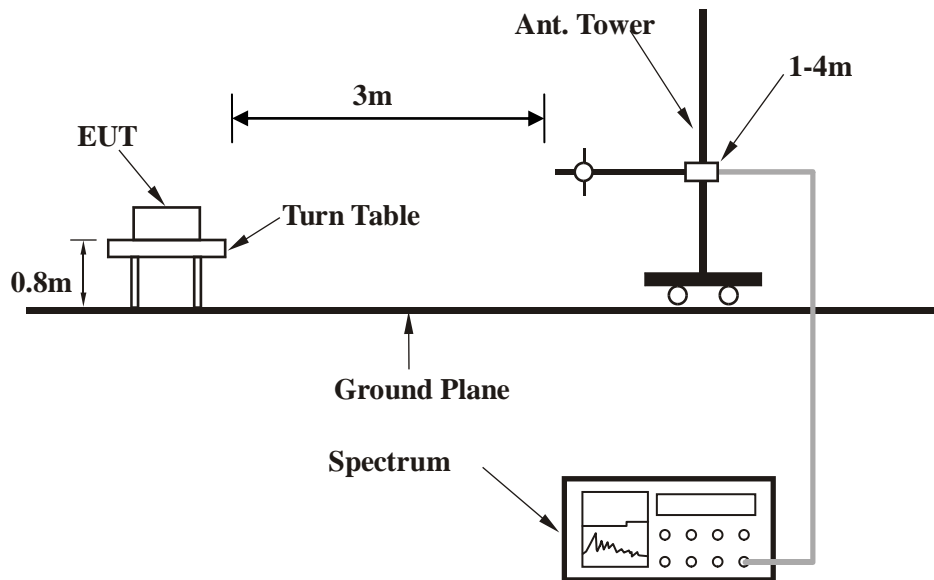 Ant. Tower
1-4m
3m
EUT
Turn Table
0.8m
Ground Plane
Spectrum